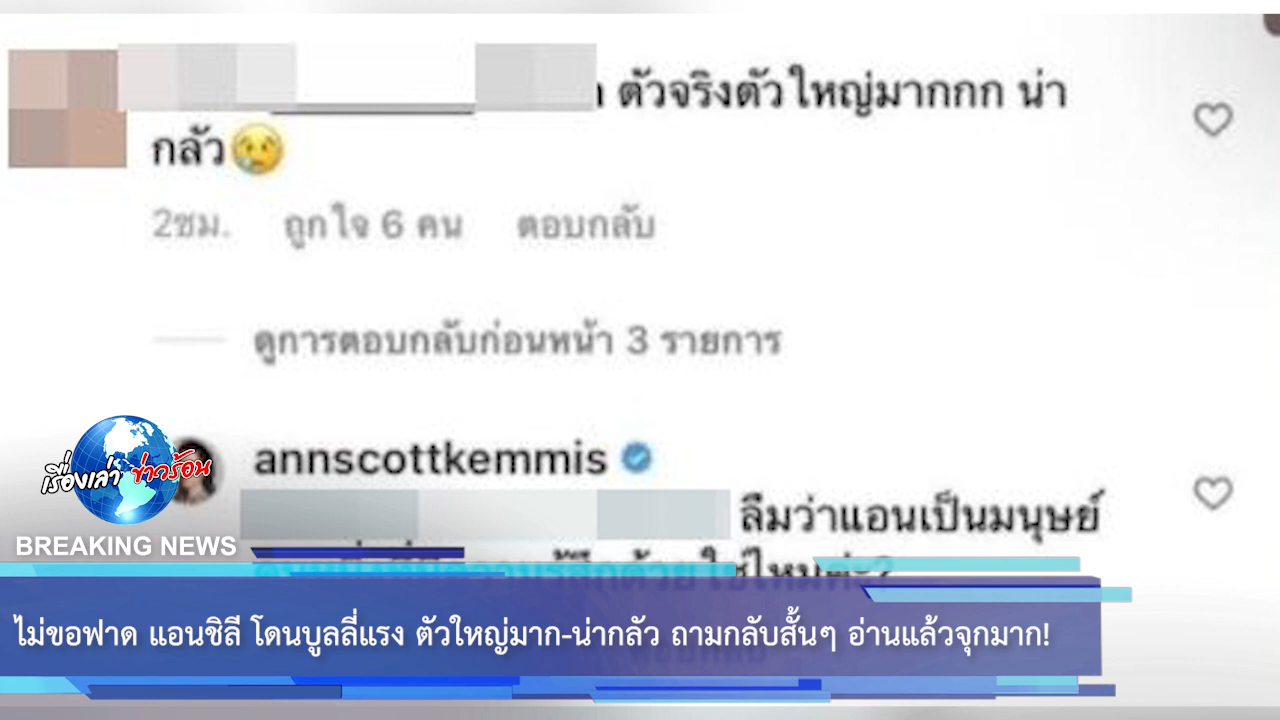 ตัวจริงตัวใหญ่มากกก น่า
กลัว😢
2ชม. ถูกใจ 6 คน ตอบกลับ
ดูการตอบกลับก่อนหน้า 3 รายการ
annscottkemmis
ลืมว่าแอนเป็นมนุษย์
เรื่องเล่า ข่าวร้อน
BREAKING NEWS
ไม่ขอฟาด แอนชิลี โดนบูลลี่แรง ตัวใหญ่มาก-น่ากลัว ถามกลับสั้นๆ อ่านแล้วจุกมาก!